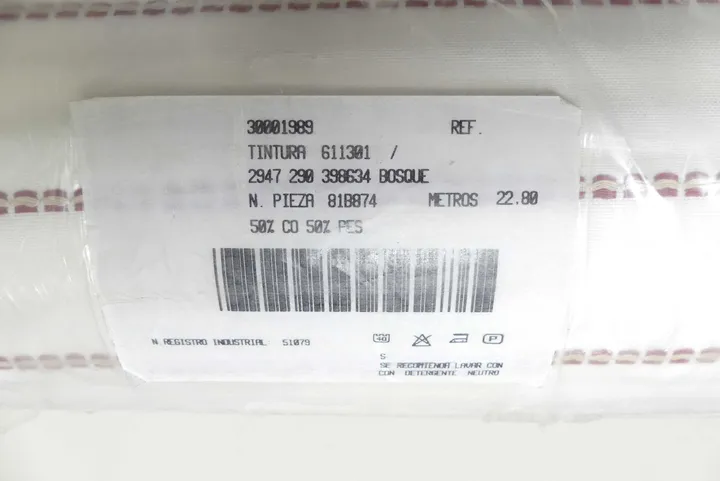 30001989 REF.
TINTURA 611301 /
2947 290 398634 BOSQUE
N. PIEZA 81B874 METROS 22.80
50% CO 50% PES
N.REGISTRO INDUSTRIAL 51079
40 P
S
SE RECOMIENDA LAVAR CON
CON DETERGENTE NEUTRO